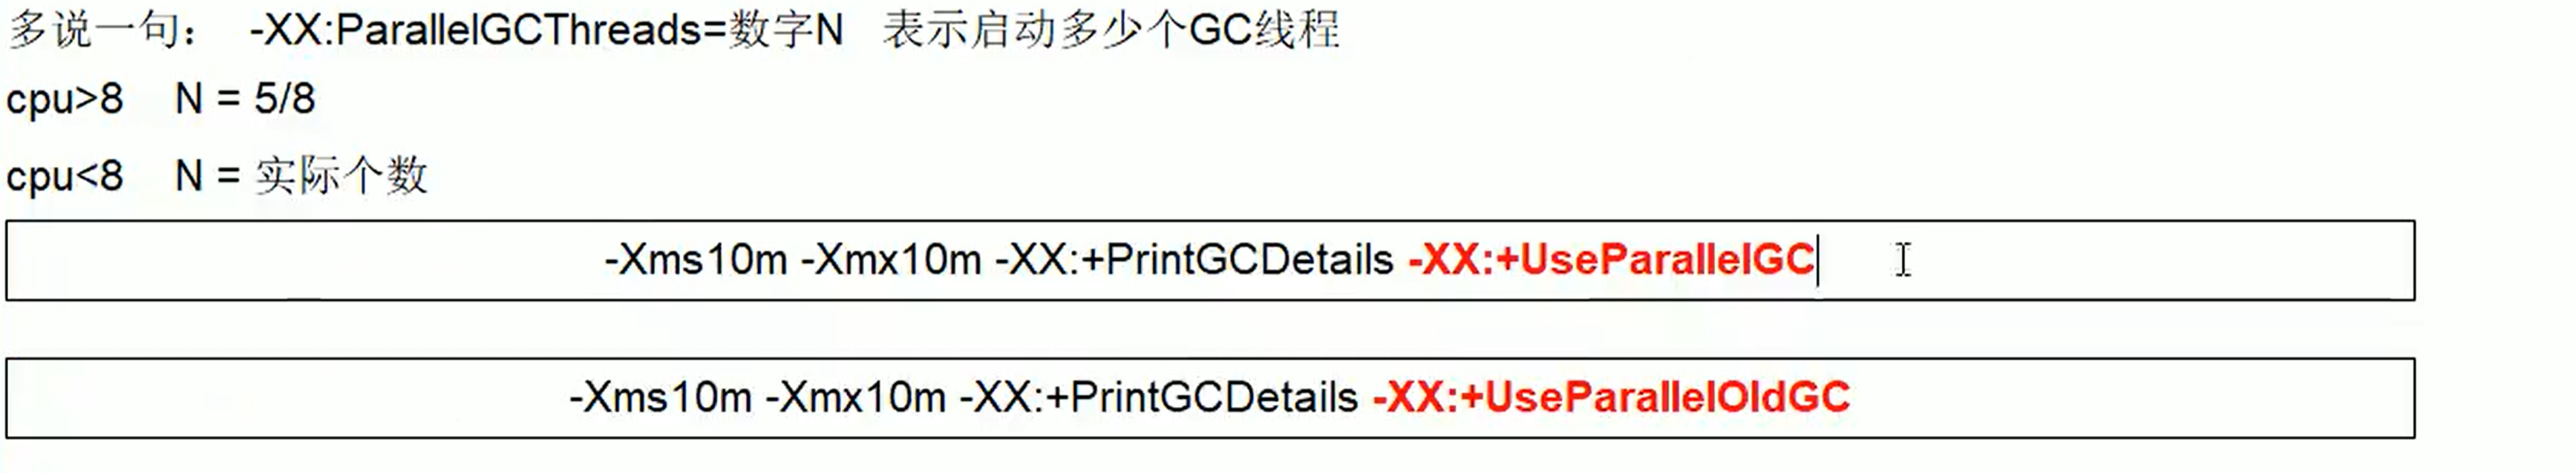 多说一句： -XX:ParallelGCThreads=数字N 表示启动多少个GC线程
cpu>8 N = 5/8
cpu<8 N = 实际个数
-Xms10m -Xmx10m -XX:+PrintGCDetails -XX:+UseParallelGC
-Xms10m -Xmx10m -XX:+PrintGCDetails -XX:+UseParallelOldGC